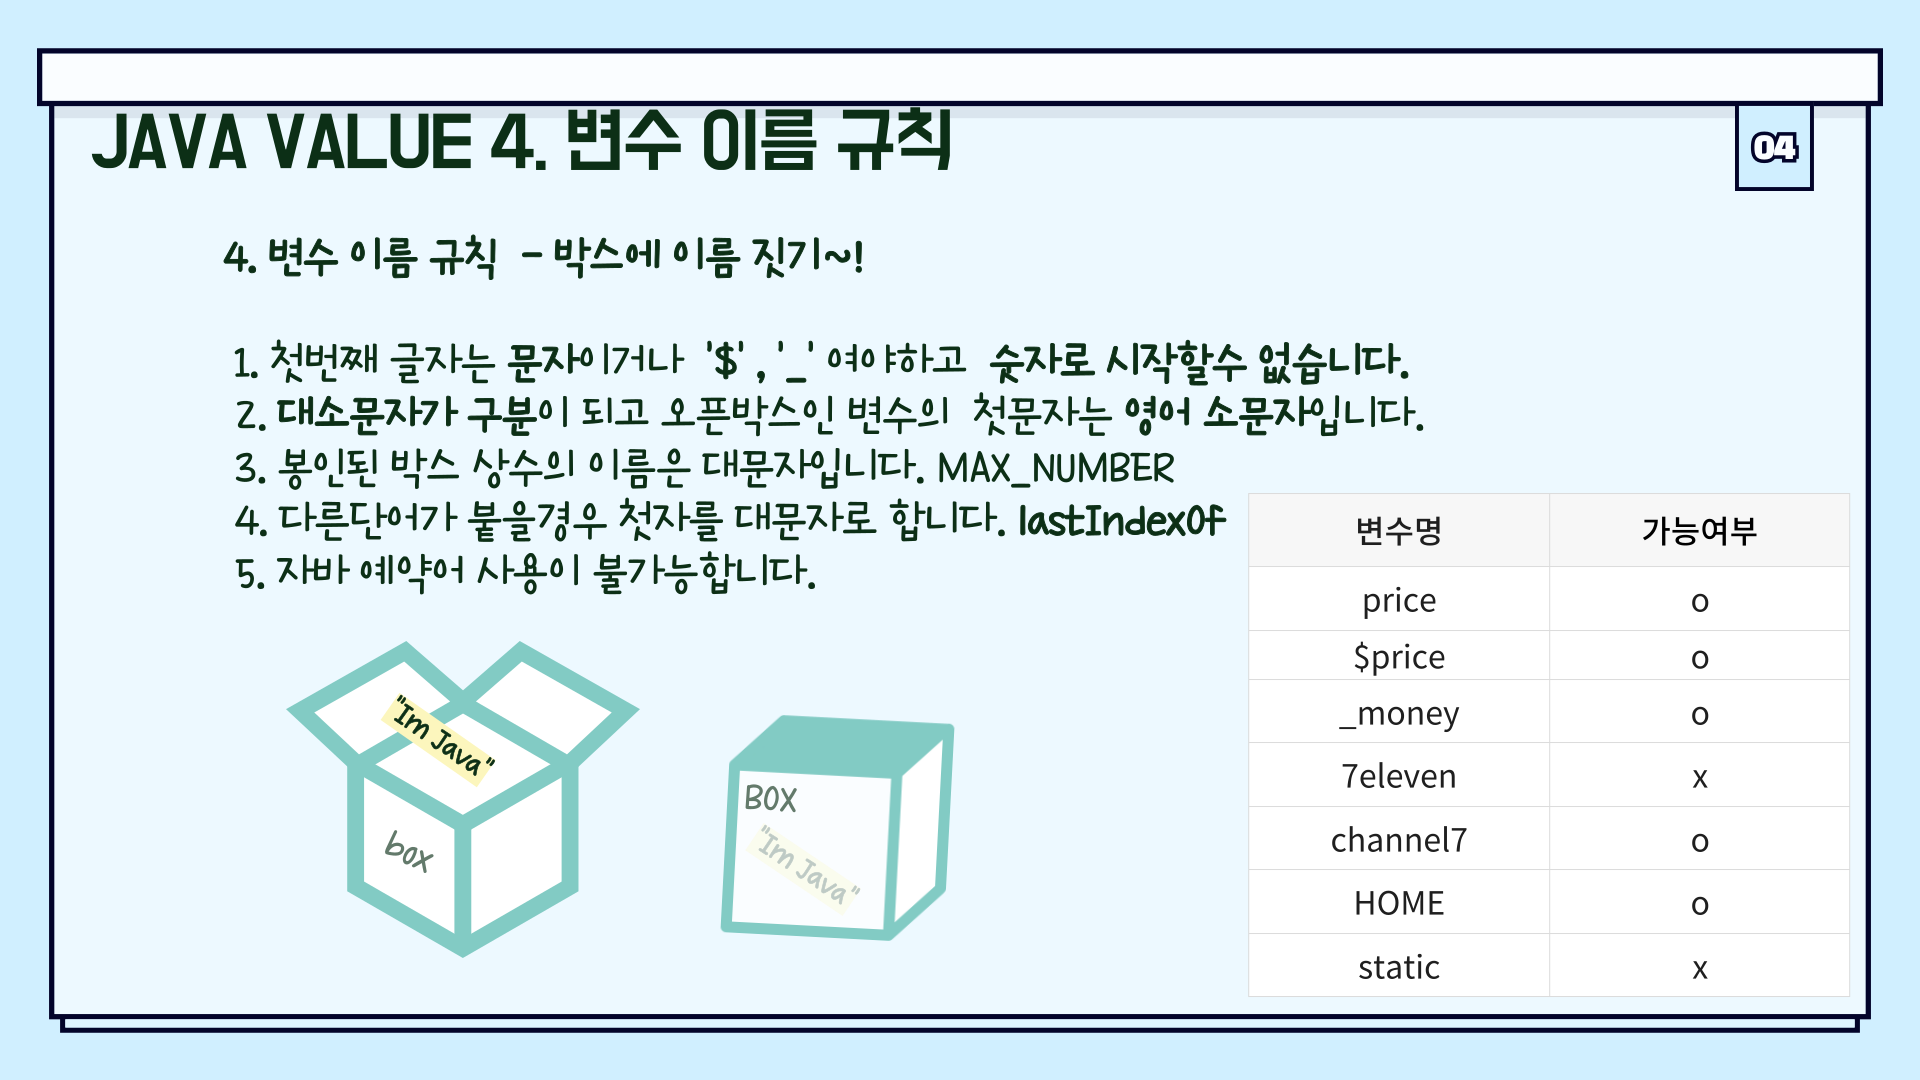 JAVA VALUE 4. 변수 이름 규칙
04
4. 변수 이름 규칙 - 박스에 이름 짓기~!
1. 첫번째 글자는 문자이거나 '$' , '_' 여야하고 숫자로 시작할수 없습니다.
2. 대소문자가 구분이 되고 오픈박스인 변수의 첫문자는 영어 소문자입니다.
3. 봉인된 박스 상수의 이름은 대문자입니다. MAX_NUMBER
4. 다른단어가 붙을경우 첫자를 대문자로 합니다. lastIndexOf
5. 자바 예약어 사용이 불가능합니다.
"Im Java"
box
BOX
"Im Java"
변수명 가능여부
price o
$price o
_money o
7eleven x
channel7 o
HOME o
static x